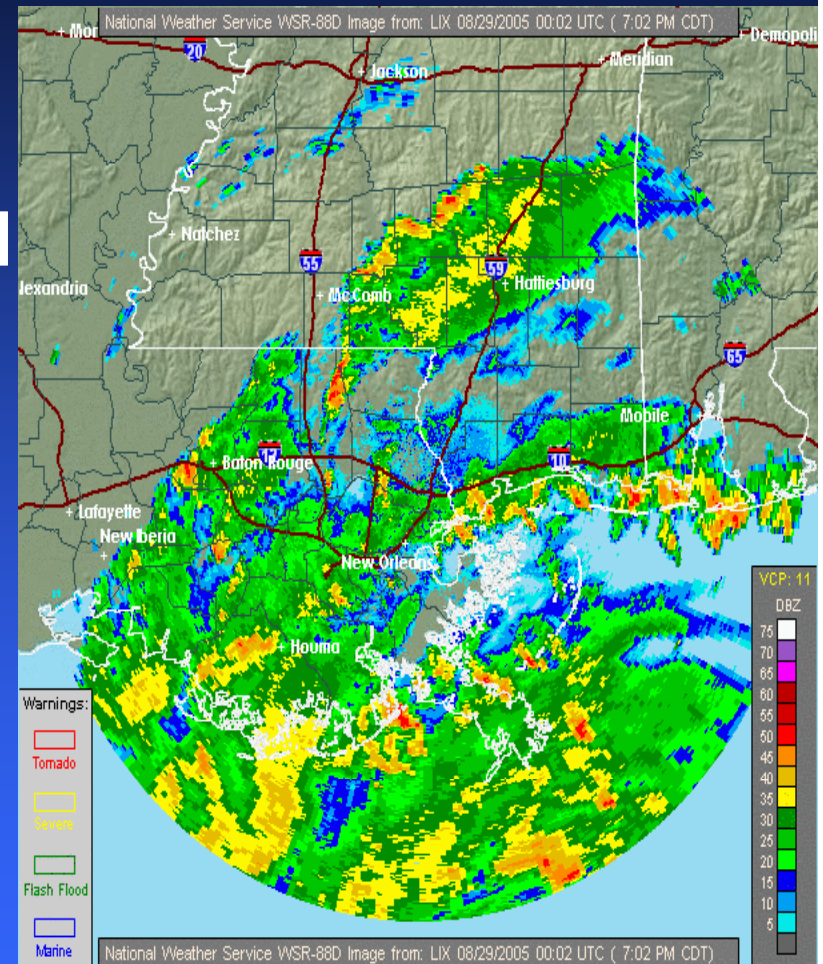 National Weather Service WSR-88D Image from: LIX 08/29/2005 00:02 UTC ( 7:02 PM CDT)
+ Mor
20
+ Demopoli
+ Jackson
+ Meridian
+ Natchez
55
59
lexandria
+ McComb
+ Hattiesburg
65
Mobile
12
+ Baton Rouge
10
+ Lafayette
New Iberia
+
New Orleans
+ Houma
VCP: 11
DBZ
75
70
65
60
55
50
45
40
35
30
25
20
15
10
5
Warnings:
Tornado
Severe
Flash Flood
Marine
National Weather Service WSR-88D Image from: LIX 08/29/2005 00:02 UTC ( 7:02 PM CDT)